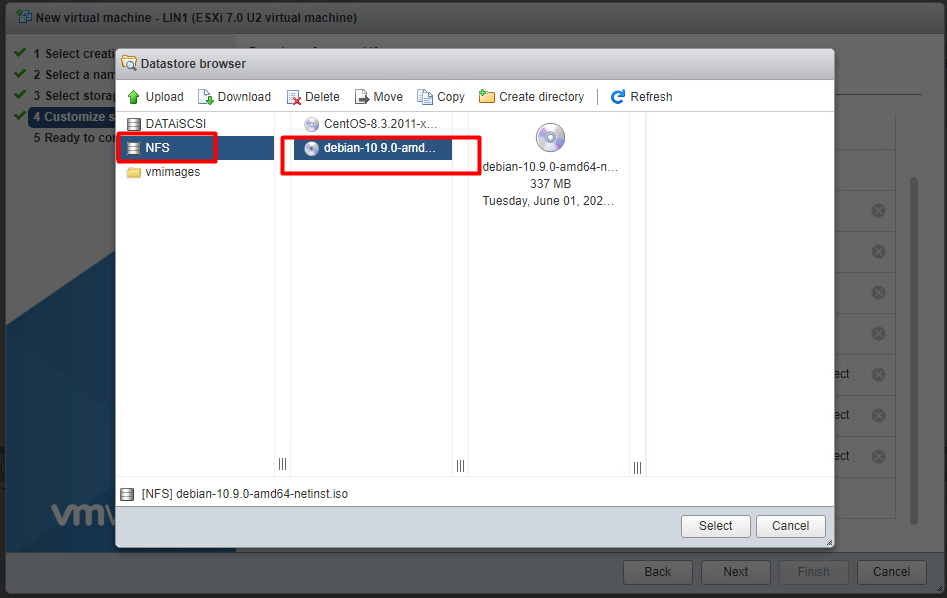 New virtual machine - LIN1 (ESXi 7.0 U2 virtual machine)
1 Select creati
2 Select a nam
3 Select storag
4 Customize s
5 Ready to co
Datastore browser
Upload Download Delete Move Copy Create directory Refresh
DATAiSCSI
NFS
vmimages
CentOS-8.3.2011-x...
debian-10.9.0-amd...
debian-10.9.0-amd64-n...
337 MB
Tuesday, June 01, 202...
ect
ect
ect
[NFS] debian-10.9.0-amd64-netinst.iso
Select Cancel
vmw
Back Next Finish Cancel